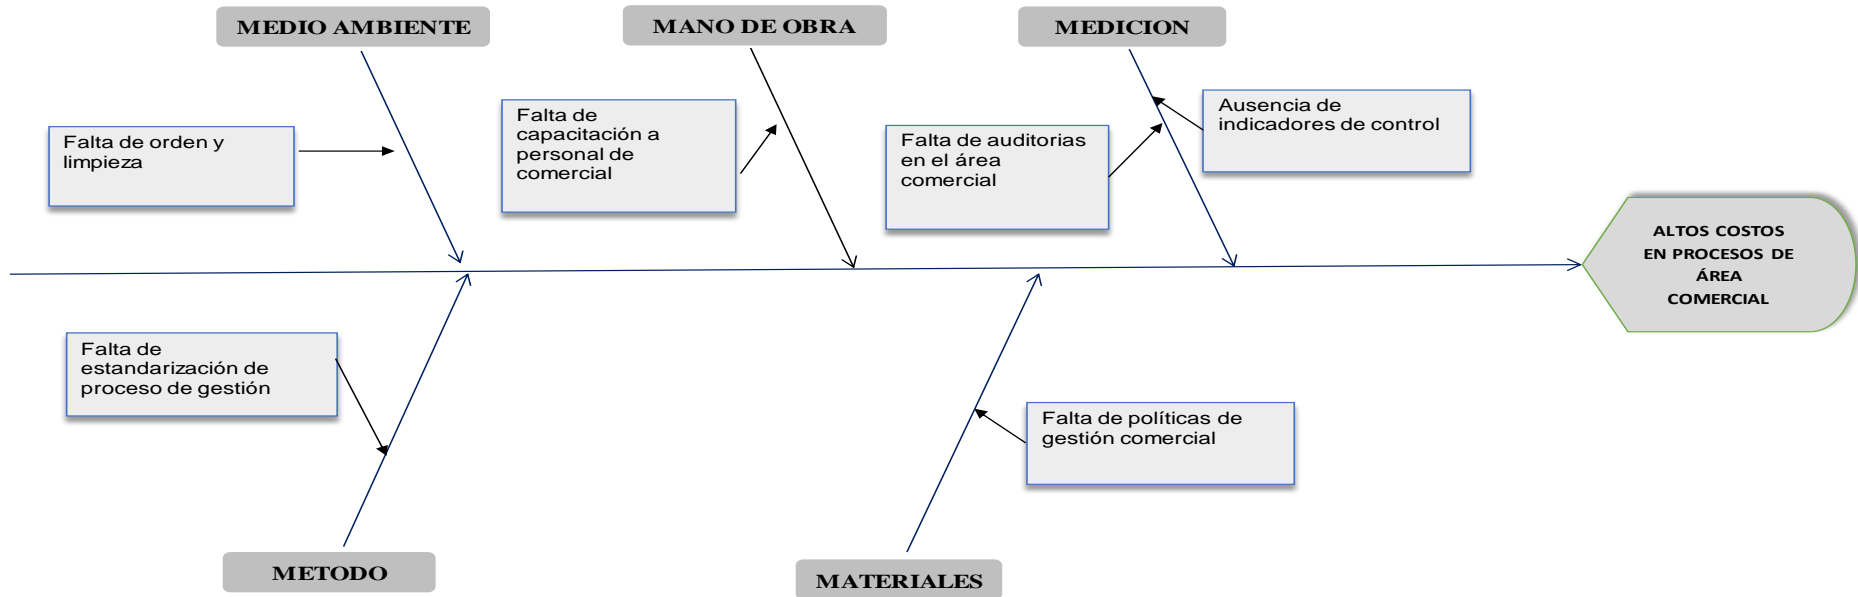 MEDIO AMBIENTE
MANO DE OBRA
MEDICION
Falta de orden y
limpieza
Falta de
capacitación a
personal de
comercial
Falta de auditorias
en el área
comercial
Ausencia de
indicadores de control
ALTOS COSTOS
EN PROCESOS DE
ÁREA
COMERCIAL
Falta de
estandarización de
proceso de gestión
Falta de políticas de
gestión comercial
METODO
MATERIALES